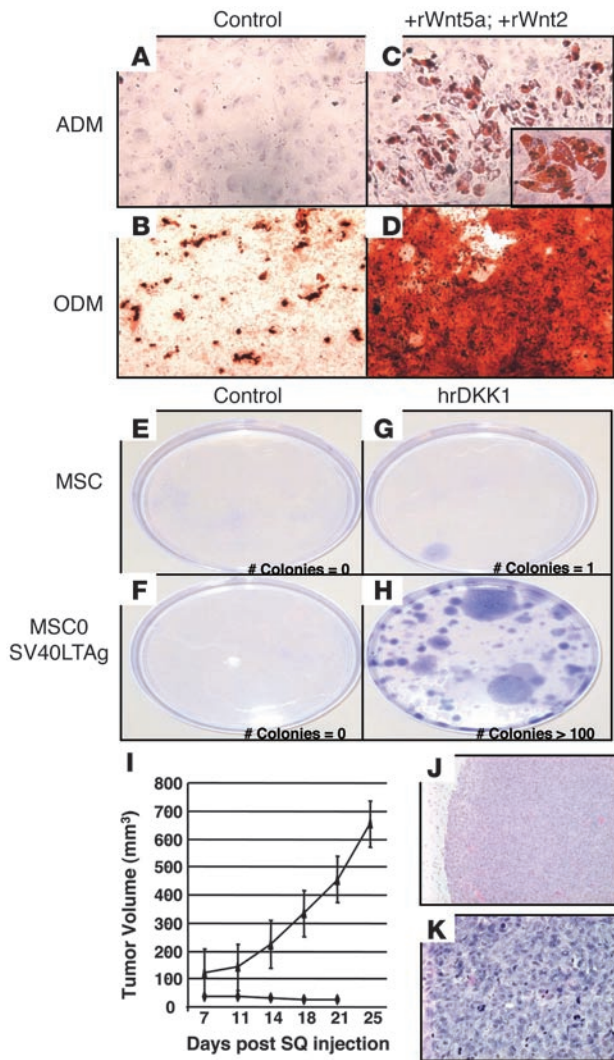 Control
+rWnt5a; +rWnt2
A
C
ADM
B
D
ODM
Control
hrDKK1
E
G
MSC
# Colonies = 0
# Colonies = 1
F
H
MSC0
SV40LTAg
# Colonies = 0
# Colonies > 100
I
J
K
Tumor Volume (mm³)
800
700
600
500
400
300
200
100
0
7 11 14 18 21 25
Days post SQ injection